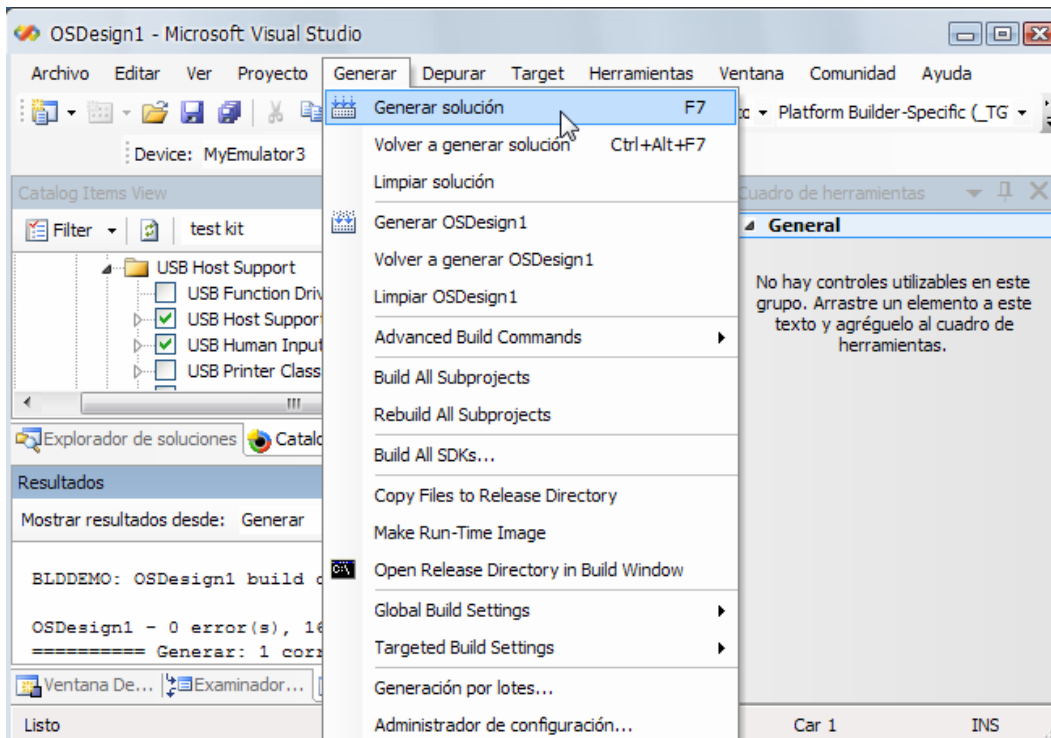 OSDesign1 - Microsoft Visual Studio
Archivo Editar Ver Proyecto Generar Depurar Target Herramientas Ventana Comunidad Ayuda
Platform Builder-Specific (_TG
Device: MyEmulator3
Generar solución F7
Volver a generar solución Ctrl+Alt+F7
Limpiar solución
Generar OSDesign1
Volver a generar OSDesign1
Limpiar OSDesign1
Advanced Build Commands
Build All Subprojects
Rebuild All Subprojects
Build All SDKs...
Copy Files to Release Directory
Make Run-Time Image
Open Release Directory in Build Window
Global Build Settings
Targeted Build Settings
Generación por lotes...
Administrador de configuración...
Catalog Items View
Filter test kit
USB Host Support
USB Function Driv
USB Host Suppor
USB Human Input
USB Printer Class
Explorador de soluciones Catalo
Resultados
Mostrar resultados desde: Generar
BLDDEMO: OSDesign1 build
OSDesign1 - 0 error(s), 16
========== Generar: 1 corr
Ventana De... Examinador...
Listo Car 1 INS
Cuadro de herramientas
General
No hay controles utilizables en este
grupo. Arrastre un elemento a este
texto y agréguelo al cuadro de
herramientas.